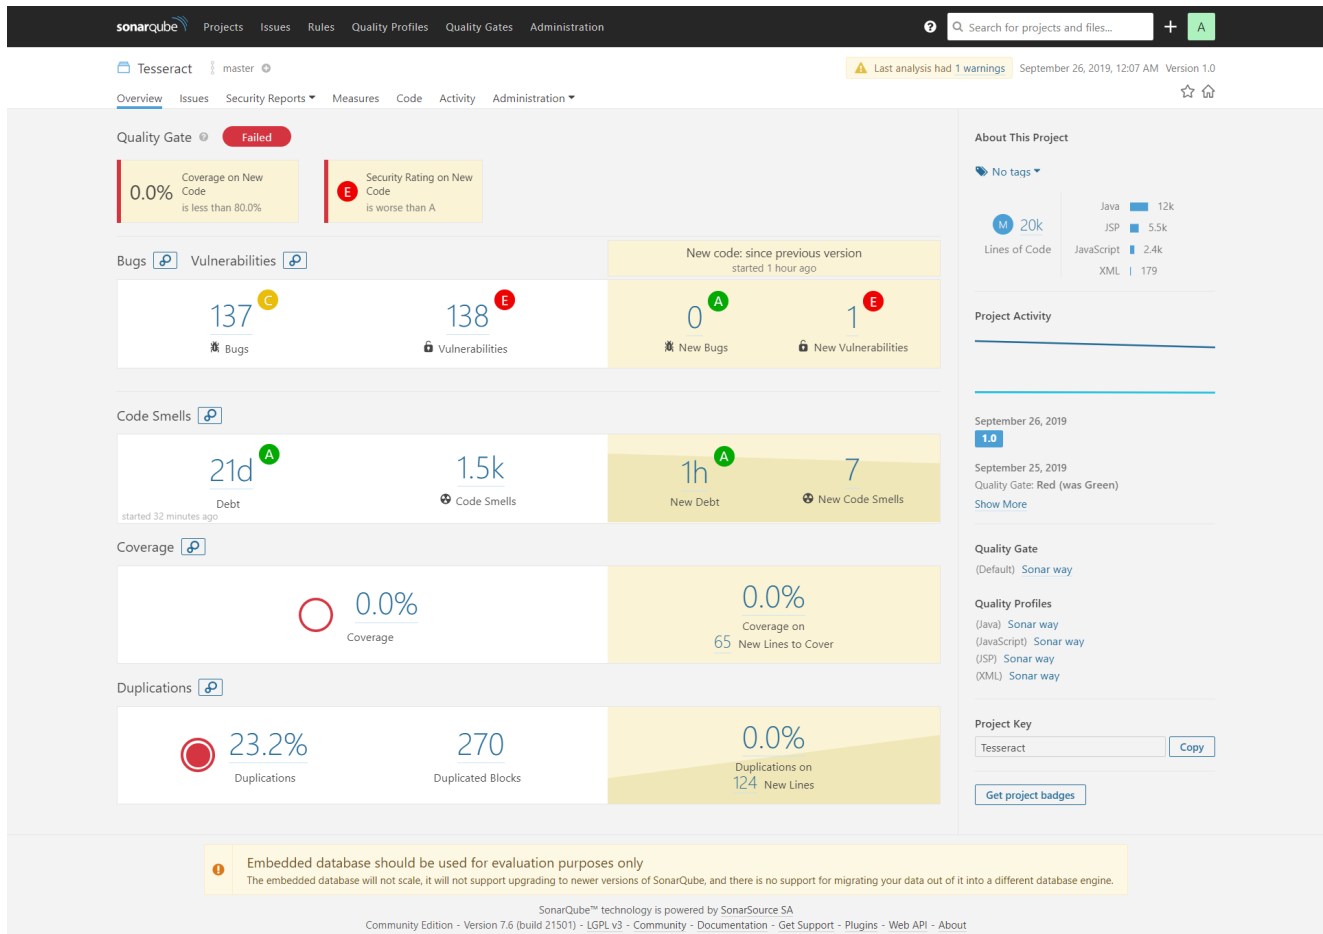 sonarqube Projects Issues Rules Quality Profiles Quality Gates Administration ? Search for projects and files... + A
Tesseract master Last analysis had 1 warnings September 26, 2019, 12:07 AM Version 1.0
Overview Issues Security Reports Measures Code Activity Administration
Quality Gate ? Failed
0.0% Coverage on New Code is less than 80.0%
E Security Rating on New Code is worse than A
Bugs Vulnerabilities
New code: since previous version
started 1 hour ago
137 C 138 E 0 A 1 E
Bugs Vulnerabilities New Bugs New Vulnerabilities
Code Smells
21d A 1.5k 1h A 7
Debt Code Smells New Debt New Code Smells
started 32 minutes ago
Coverage
0.0% 0.0%
Coverage Coverage on
65 New Lines to Cover
Duplications
23.2% 270 0.0%
Duplications Duplicated Blocks Duplications on
124 New Lines
About This Project
No tags
M 20k
Lines of Code
Java 12k
JSP 5.5k
JavaScript 2.4k
XML 179
Project Activity
September 26, 2019
1.0
September 25, 2019
Quality Gate: Red (was Green)
Show More
Quality Gate
(Default) Sonar way
Quality Profiles
(Java) Sonar way
(JavaScript) Sonar way
(JSP) Sonar way
(XML) Sonar way
Project Key
Tesseract Copy
Get project badges
Embedded database should be used for evaluation purposes only
The embedded database will not scale, it will not support upgrading to newer versions of SonarQube, and there is no support for migrating your data out of it into a different database engine.
SonarQube™ technology is powered by SonarSource SA
Community Edition - Version 7.6 (build 21501) - LGPL v3 - Community - Documentation - Get Support - Plugins - Web API - About